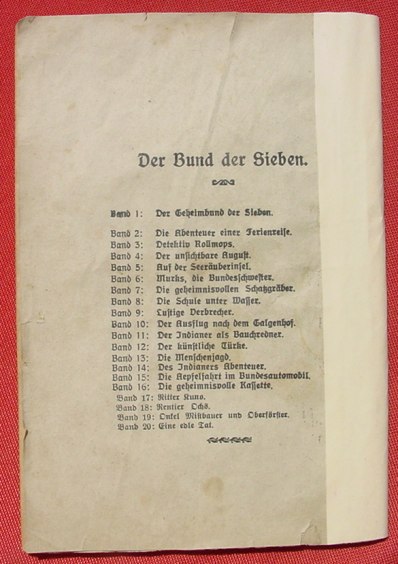 Der Bund der Sieben.
Band 1: Der Geheimbund der Sieben.
Band 2: Die Abenteuer einer Ferienreise.
Band 3: Detektiv Rollmops.
Band 4: Der unsichtbare August.
Band 5: Auf der Seeräuberinsel.
Band 6: Murks, die Bundesschwester.
Band 7: Die geheimnisvollen Schatzgräber.
Band 8: Die Schule unter Wasser.
Band 9: Lustige Verbrecher.
Band 10: Der Ausflug nach dem Galgenhof.
Band 11: Der Indianer als Bauchredner.
Band 12: Der künstliche Türke.
Band 13: Die Menschenjagd.
Band 14: Des Indianers Abenteuer.
Band 15: Die Aepfelfahrt im Bundesautomobil.
Band 16: Die geheimnisvolle Kassette.
Band 17: Ritter Kuno.
Band 18: Rentier Ochs.
Band 19: Onkel Mißbauer und Oberförster.
Band 20: Eine edle Tat.